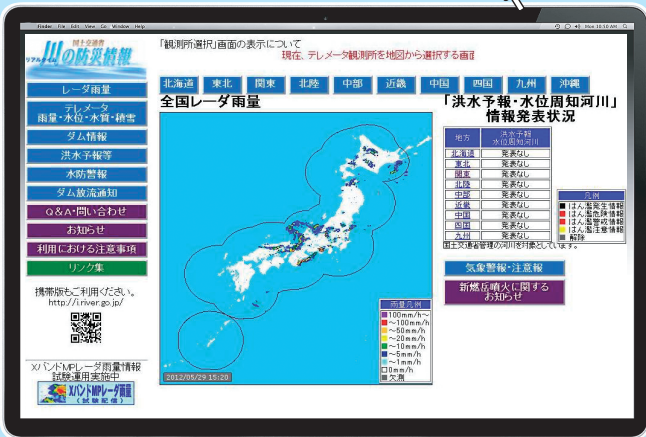 Finder File Edit View Go Window Help
Mon 10:50 AM
国土交通省
リアルタイム 川の防災情報
「観測所選択」画面の表示について
現在、テレメータ観測所を地図から選択する画面
北海道 東北 関東 北陸 中部 近畿 中国 四国 九州 沖縄
レーダ雨量
テレメータ
雨量・水位・水質・積雪
ダム情報
洪水予報等
水防警報
ダム放流通知
Q&A・問い合わせ
お知らせ
利用における注意事項
リンク集
携帯版もご利用ください。
http://i.river.go.jp/
XバンドMPレーダ雨量情報
試験運用実施中
XバンドMPレーダ雨量
(試験配信)
全国レーダ雨量
2012/05/29 15:20
雨量凡例
100mm/h~
~100mm/h
~50mm/h
~20mm/h
~10mm/h
~5mm/h
~1mm/h
0mm/h
欠測
「洪水予報・水位周知河川」
情報発表状況
地方 洪水予報
水位周知河川
北海道 発表なし
東北 発表なし
関東 発表なし
北陸 発表なし
中部 発表なし
近畿 発表なし
中国 発表なし
四国 発表なし
九州 発表なし
凡例
はん濫発生情報
はん濫危険情報
はん濫警戒情報
はん濫注意情報
解除
国土交通省管理の河川を対象としています。
気象警報・注意報
新燃岳噴火に関する
お知らせ